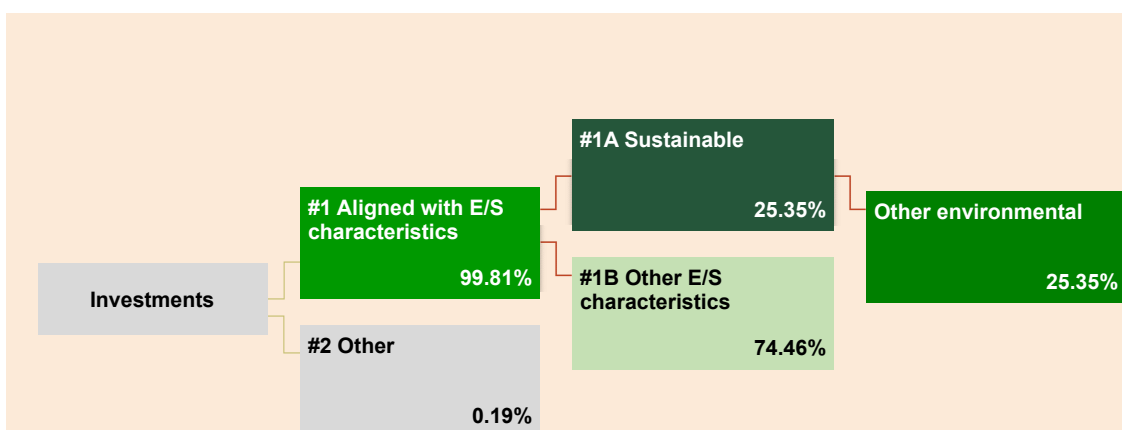 Investments
#1 Aligned with E/S
characteristics
99.81%
#2 Other
0.19%
#1A Sustainable
25.35%
#1B Other E/S
characteristics
74.46%
Other environmental
25.35%